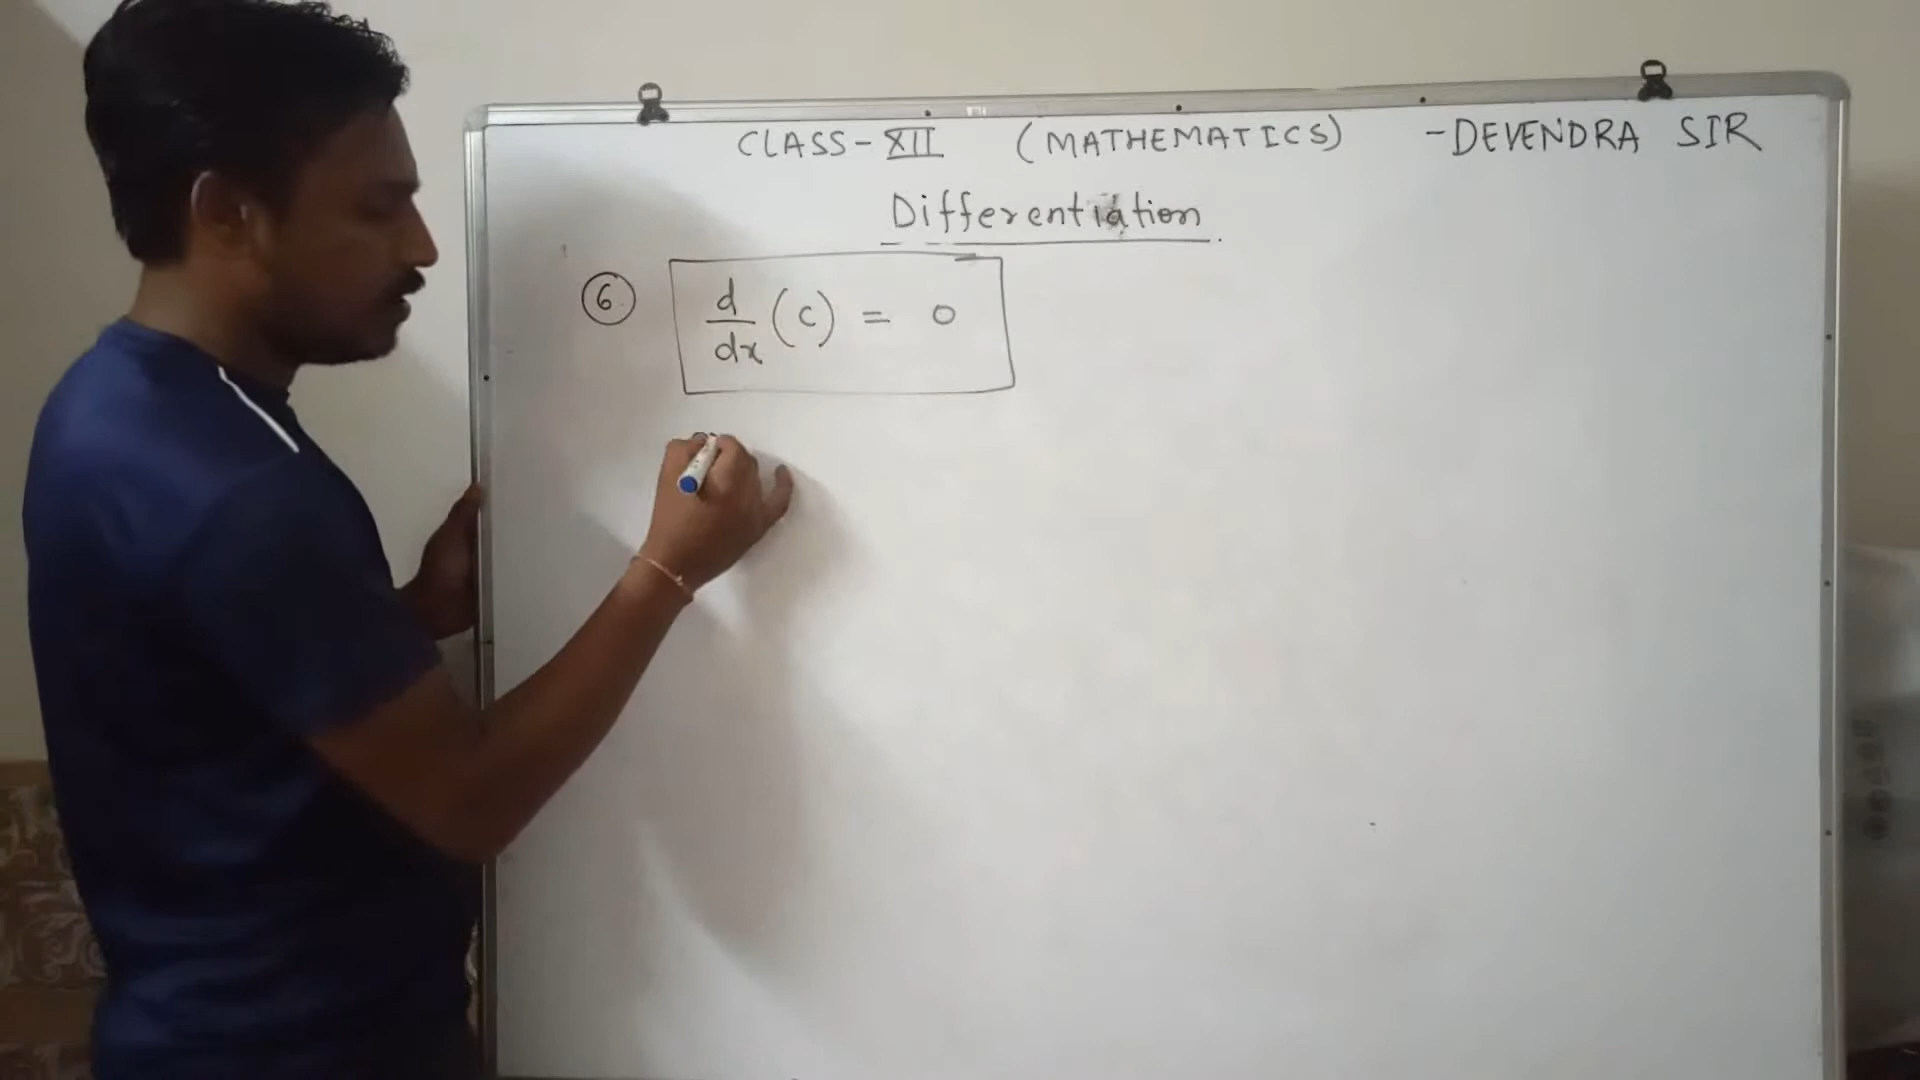 CLASS-XII (MATHEMATICS) -DEVENDRA SIR
Differentiation.
6 d/dx (c) = 0